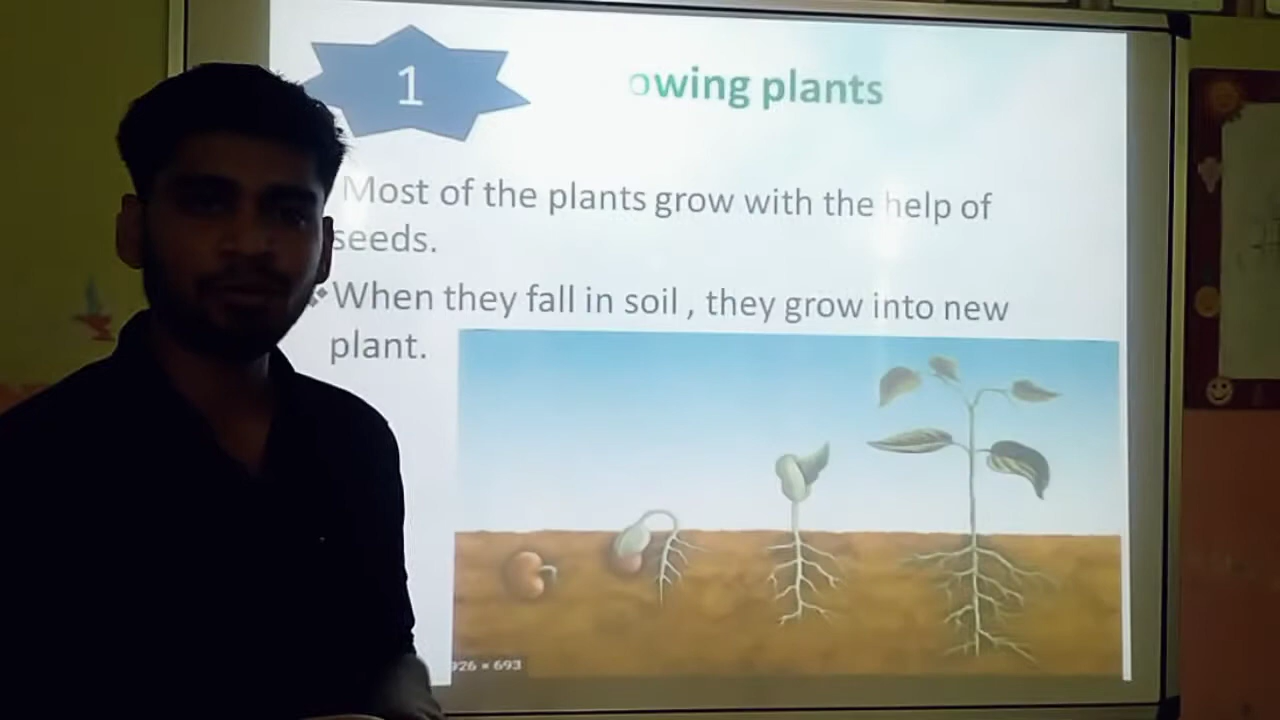 1
owing plants
Most of the plants grow with the help of
seeds.
❖When they fall in soil , they grow into new
plant.
926 × 693